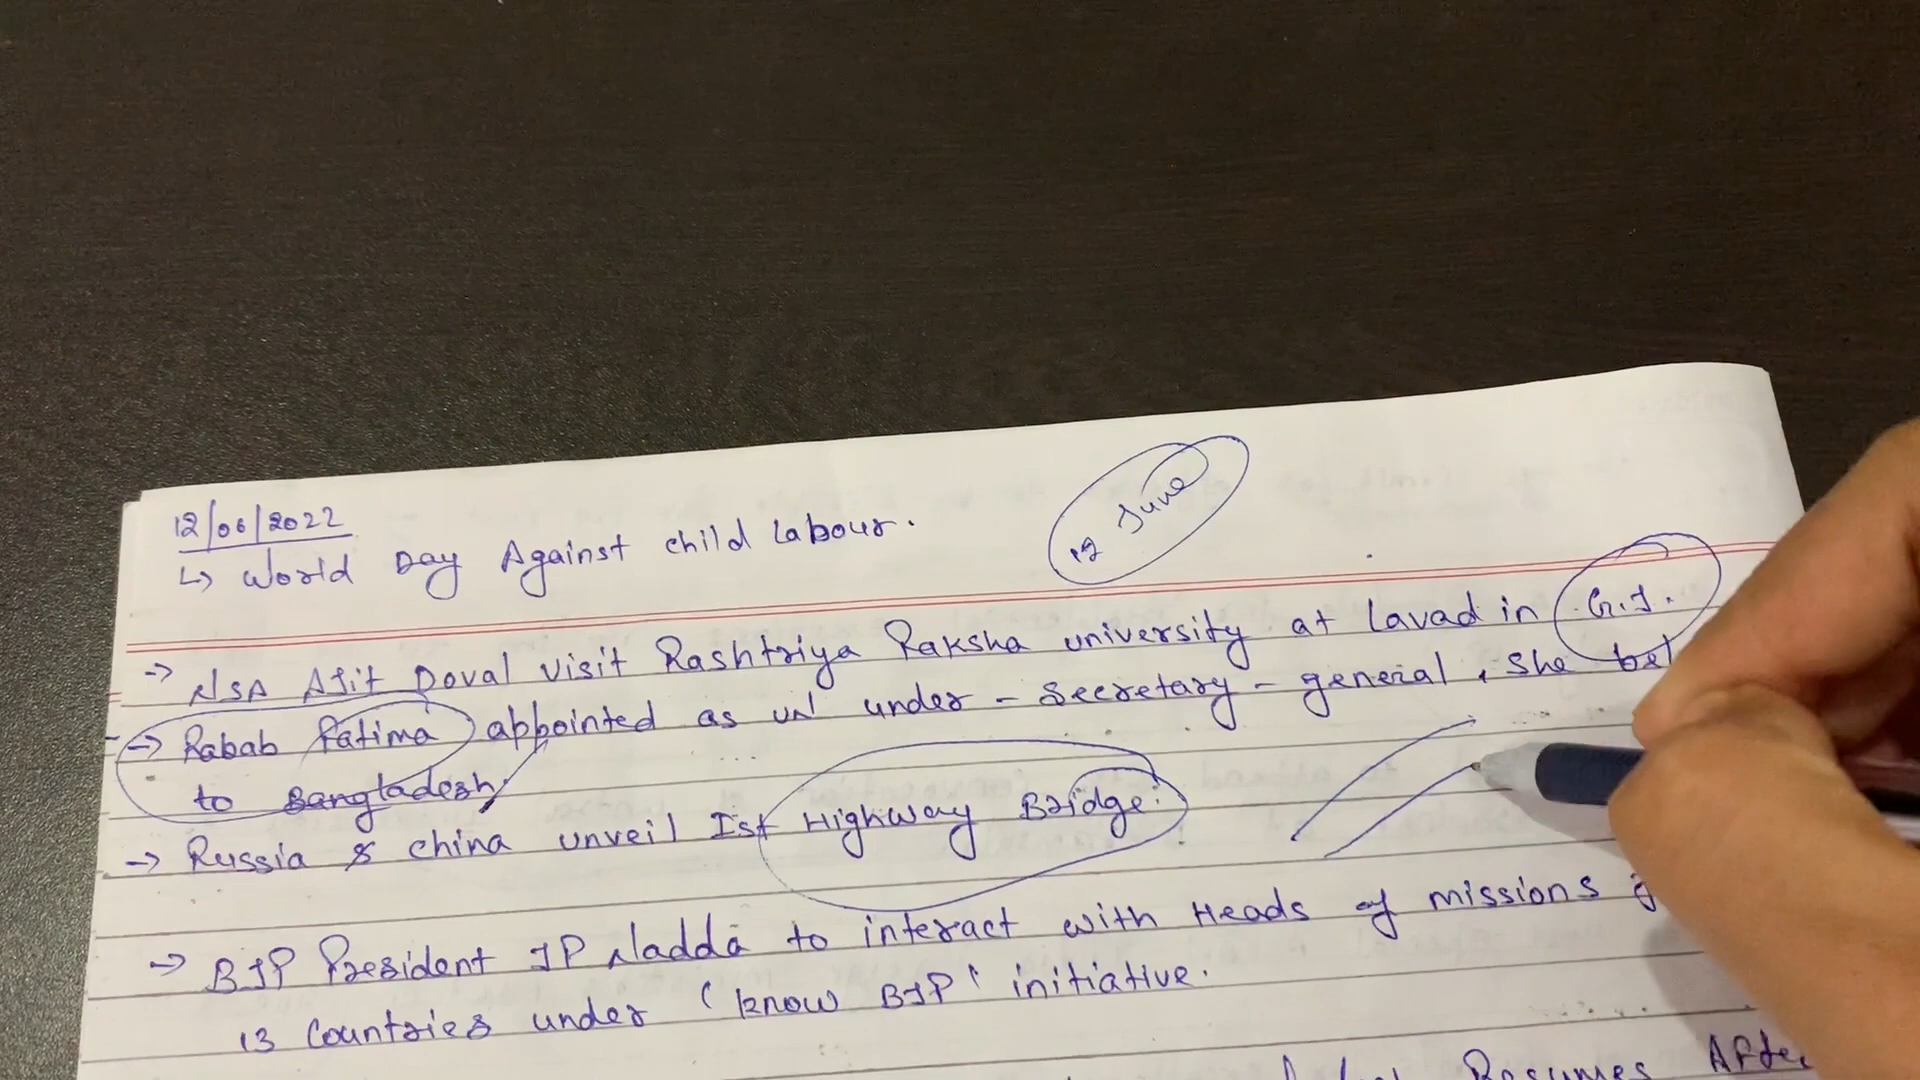 12/06/2022
12 June
↳ World Day Against child Labour.
→ NSA Ajit Doval visit Rashtriya Raksha university at Lavad in G.J.
→ Rabab Fatima appointed as UN under - Secretary - general, she
to Bangladesh
→ Russia & China unveil Ist Highway Bridge.
→ BJP President JP Nadda to interact with Heads of missions
13 Countries under 'know BJP' initiative.
Resumes After